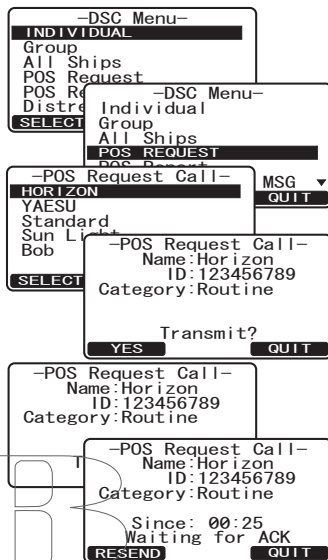 -DSC Menu-
INDIVIDUAL
Group
All Ships
POS Request
POS
Distre
SELECT
-DSC Menu-
Individual
Group
All Ships
POS REQUEST
POS Report
MSG ▼
QUIT
-POS Request Call-
HORIZON
YAESU
Standard
Sun Light
Bob
SELECT
-POS Request Call-
Name:Horizon
ID:123456789
Category:Routine
Transmit?
YES QUIT
-POS Request Call-
Name:Horizon
ID:123456789
Category:Routine
T
-POS Request Call-
Name:Horizon
ID:123456789
Category:Routine
Since: 00:25
Waiting for ACK
RESEND QUIT